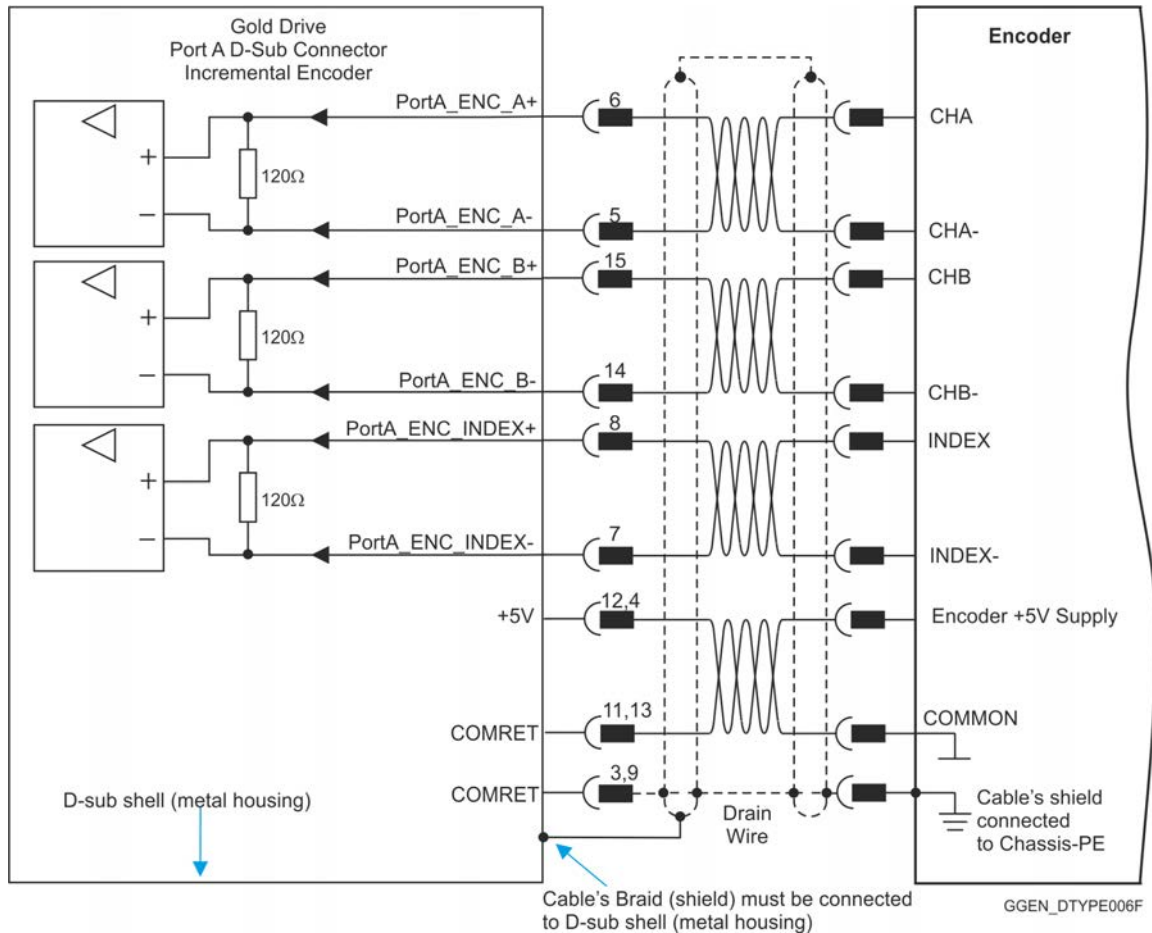 Gold Drive
Port A D-Sub Connector
Incremental Encoder
Encoder
PortA_ENC_A+
6
CHA
+
120Ω
−
PortA_ENC_A-
5
CHA-
PortA_ENC_B+
15
CHB
+
120Ω
−
PortA_ENC_B-
14
CHB-
PortA_ENC_INDEX+
8
INDEX
+
120Ω
−
PortA_ENC_INDEX-
7
INDEX-
+5V
12,4
Encoder +5V Supply
COMRET
11,13
COMMON
COMRET
3,9
D-sub shell (metal housing)
Drain
Wire
Cable's shield
connected
to Chassis-PE
Cable's Braid (shield) must be connected
to D-sub shell (metal housing)
GGEN_DTYPE006F